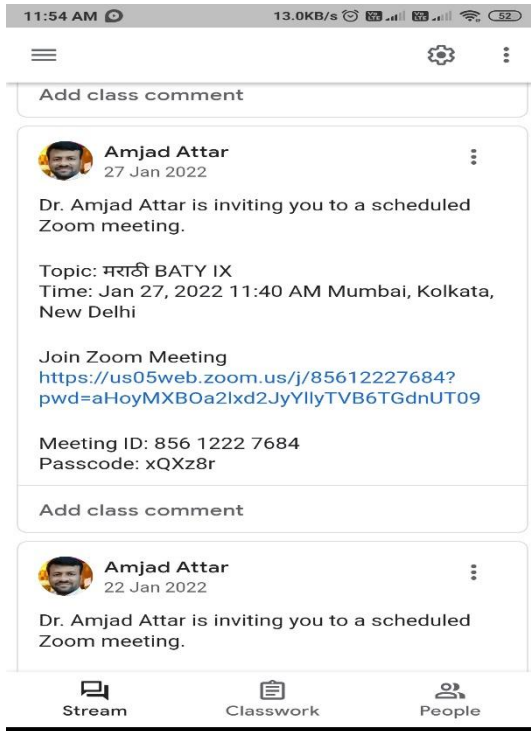 11:54 AM 13.0KB/s 52
Add class comment
Amjad Attar
27 Jan 2022
Dr. Amjad Attar is inviting you to a scheduled
Zoom meeting.
Topic: मराठी BATY IX
Time: Jan 27, 2022 11:40 AM Mumbai, Kolkata,
New Delhi
Join Zoom Meeting
https://us05web.zoom.us/j/85612227684?
pwd=aHoyMXBOa2lxd2JyYllyTVB6TGdnUT09
Meeting ID: 856 1222 7684
Passcode: xQXz8r
Add class comment
Amjad Attar
22 Jan 2022
Dr. Amjad Attar is inviting you to a scheduled
Zoom meeting.
Stream Classwork People